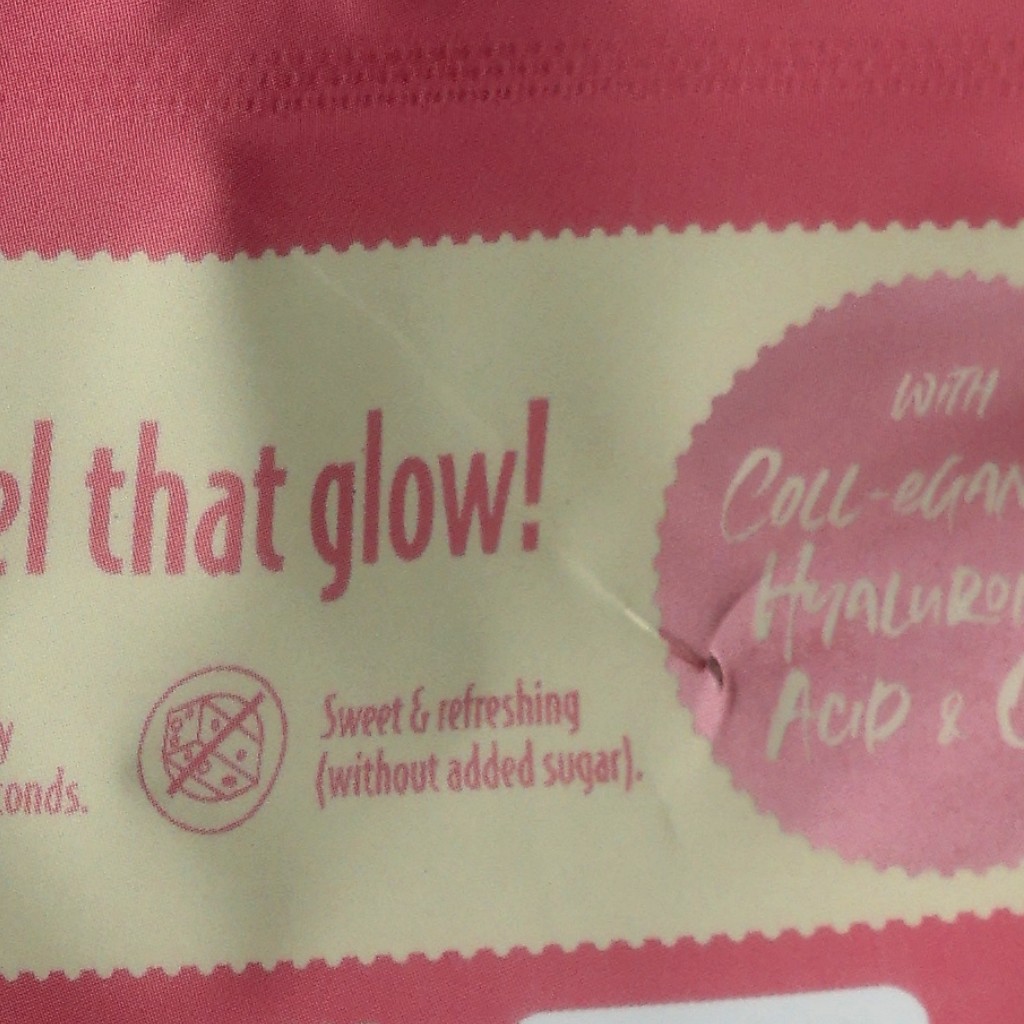 el that glow!
y
conds.
Sweet & refreshing
(without added sugar).
WITH
COLL-EGAN
HYALURO
ACID &